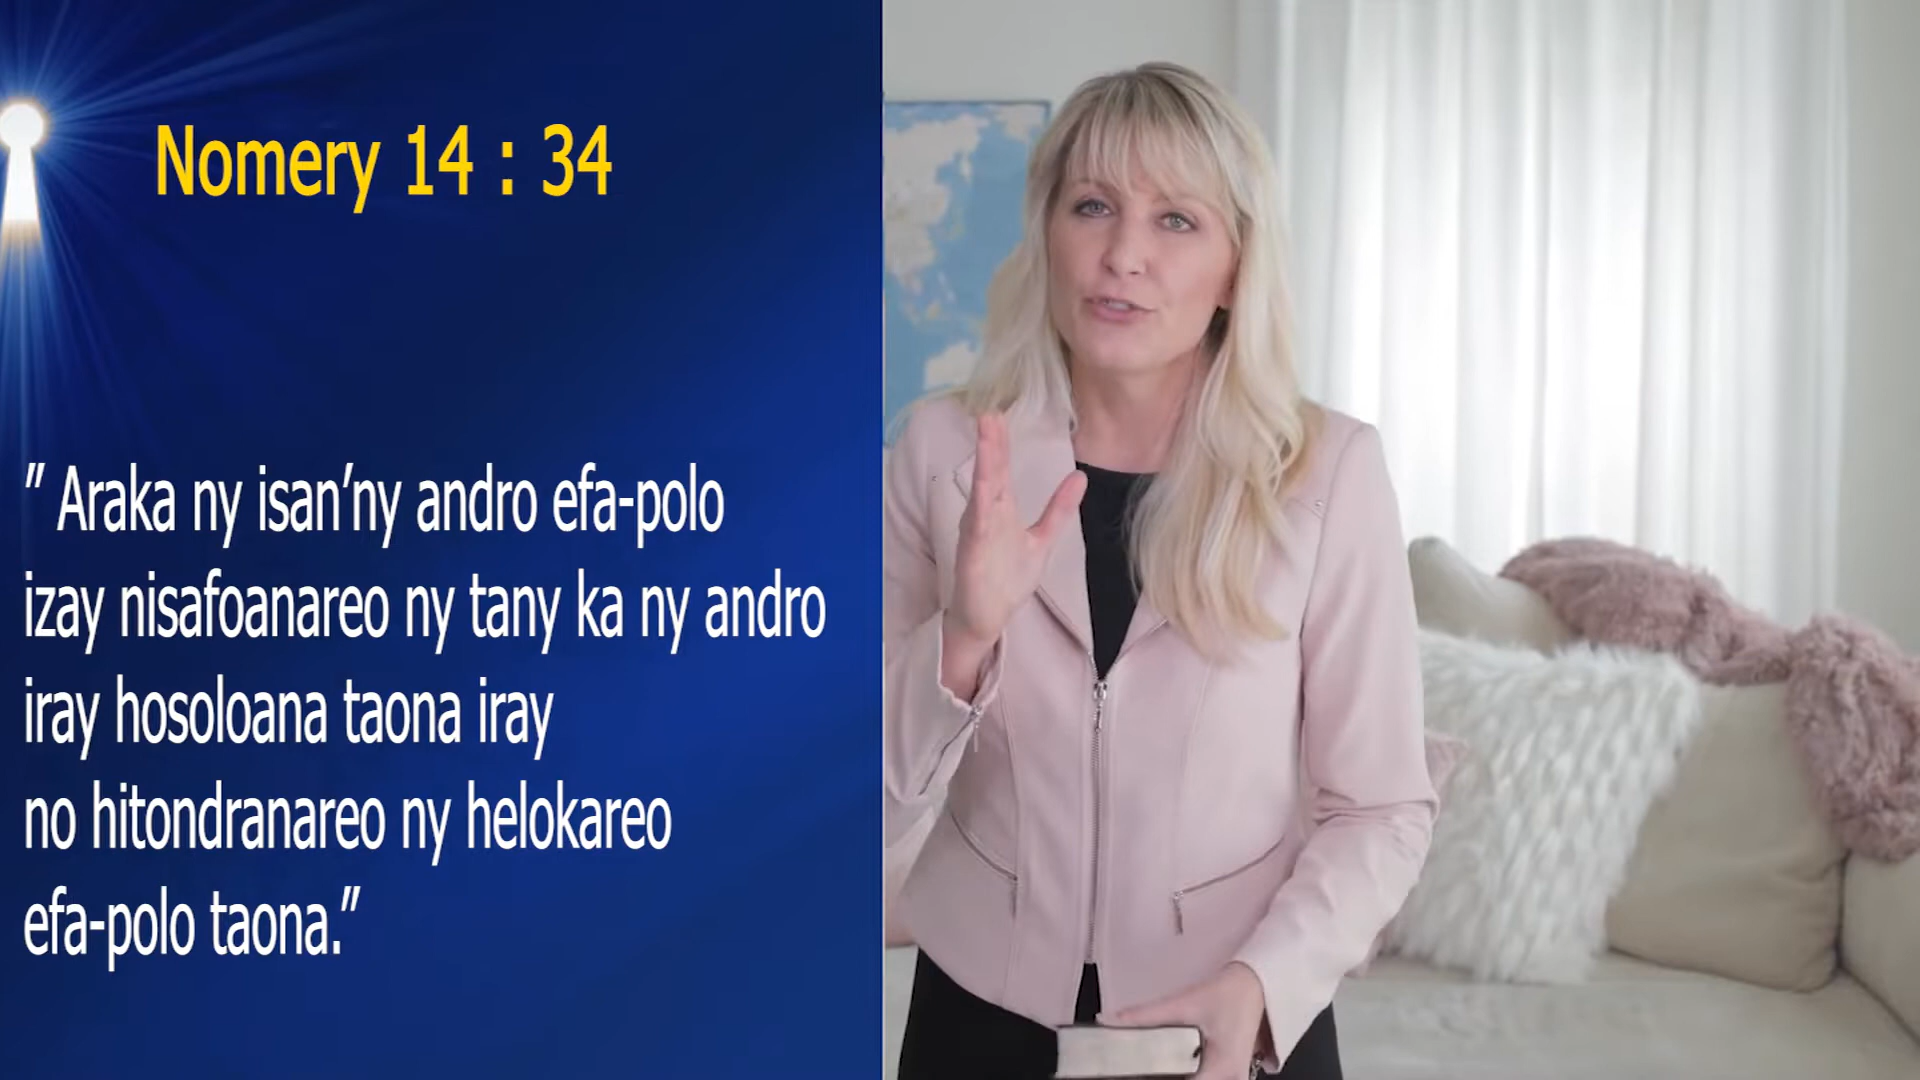 Nomery 14 : 34
" Araka ny isan'ny andro efa-polo
izay nisafoanareo ny tany ka ny andro
iray hosoloana taona iray
no hitondranareo ny helokareo
efa-polo taona."